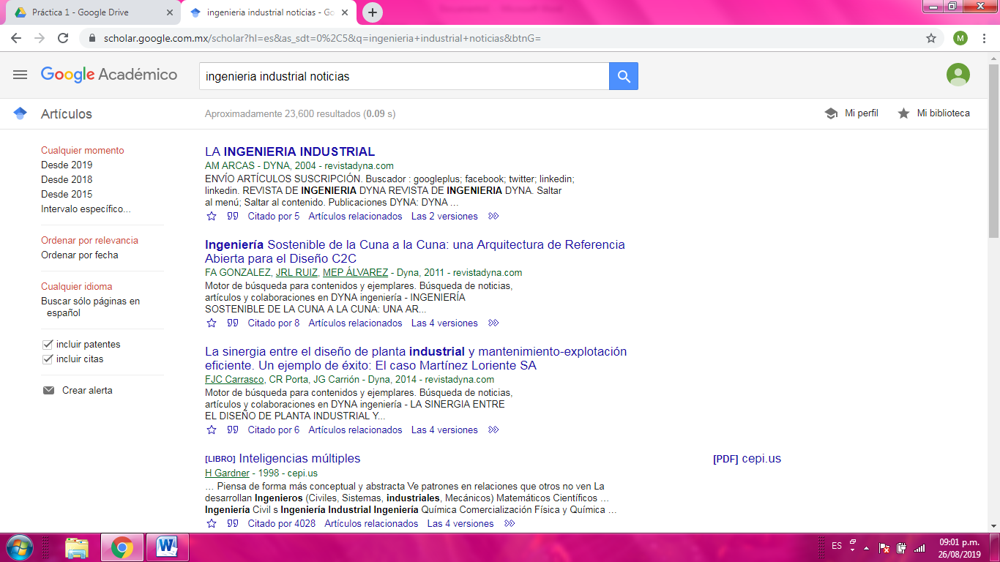 Práctica 1 - Google Drive
ingenieria industrial noticias - Go
scholar.google.com.mx/scholar?hl=es&as_sdt=0%2C5&q=ingenieria+industrial+noticias&btnG=
M
Google Académico
ingenieria industrial noticias
Artículos
Aproximadamente 23,600 resultados (0.09 s)
Mi perfil
Mi biblioteca
Cualquier momento
Desde 2019
Desde 2018
Desde 2015
Intervalo específico...
Ordenar por relevancia
Ordenar por fecha
Cualquier idioma
Buscar sólo páginas en
español
incluir patentes
incluir citas
Crear alerta
LA INGENIERIA INDUSTRIAL
AM ARCAS - DYNA, 2004 - revistadyna.com
ENVÍO ARTÍCULOS SUSCRIPCIÓN. Buscador : googleplus; facebook; twitter; linkedin;
linkedin. REVISTA DE INGENIERIA DYNA REVISTA DE INGENIERIA DYNA. Saltar
al menú; Saltar al contenido. Publicaciones DYNA: DYNA …
Citado por 5 Artículos relacionados Las 2 versiones
Ingeniería Sostenible de la Cuna a la Cuna: una Arquitectura de Referencia
Abierta para el Diseño C2C
FA GONZALEZ, JRL RUIZ, MEP ÁLVAREZ - Dyna, 2011 - revistadyna.com
Motor de búsqueda para contenidos y ejemplares. Búsqueda de noticias,
artículos y colaboraciones en DYNA ingeniería - INGENIERÍA
SOSTENIBLE DE LA CUNA A LA CUNA: UNA AR...
Citado por 8 Artículos relacionados Las 4 versiones
La sinergia entre el diseño de planta industrial y mantenimiento-explotación
eficiente. Un ejemplo de éxito: El caso Martínez Loriente SA
FJC Carrasco, CR Porta, JG Carrión - Dyna, 2014 - revistadyna.com
Motor de búsqueda para contenidos y ejemplares. Búsqueda de noticias,
artículos y colaboraciones en DYNA ingeniería - LA SINERGIA ENTRE
EL DISEÑO DE PLANTA INDUSTRIAL Y...
Citado por 6 Artículos relacionados Las 4 versiones
[LIBRO] Inteligencias múltiples
[PDF] cepi.us
H Gardner - 1998 - cepi.us
… Piensa de forma más conceptual y abstracta Ve patrones en relaciones que otros no ven La
desarrollan Ingenieros (Civiles, Sistemas, industriales, Mecánicos) Matemáticos Científicos …
Ingeniería Civil s Ingeniería Industrial Ingeniería Química Comercialización Física y Química …
Citado por 4028 Artículos relacionados Las 4 versiones
ES
09:01 p.m.
26/08/2019